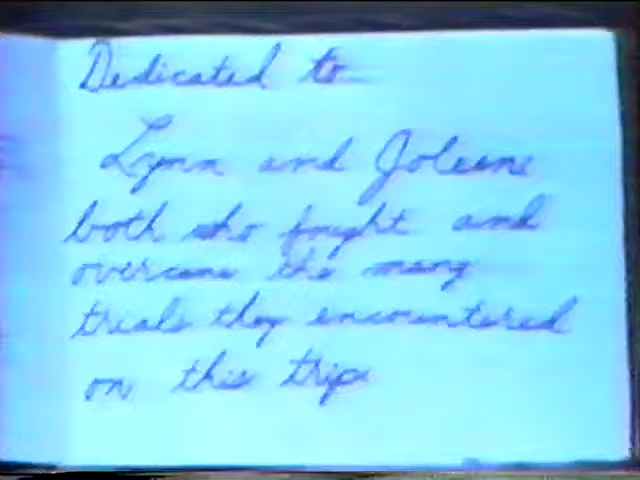 Dedicated to
Lynn and Joleene
both who fought and
overcame the many
trials they encountered
on this trip